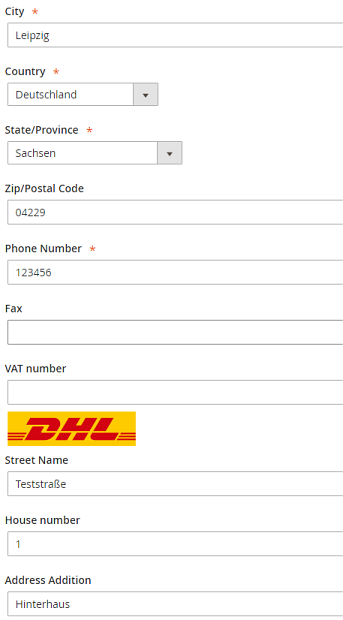 City *
Leipzig
Country *
Deutschland
State/Province *
Sachsen
Zip/Postal Code
04229
Phone Number *
123456
Fax
VAT number
DHL
Street Name
Teststraße
House number
1
Address Addition
Hinterhaus